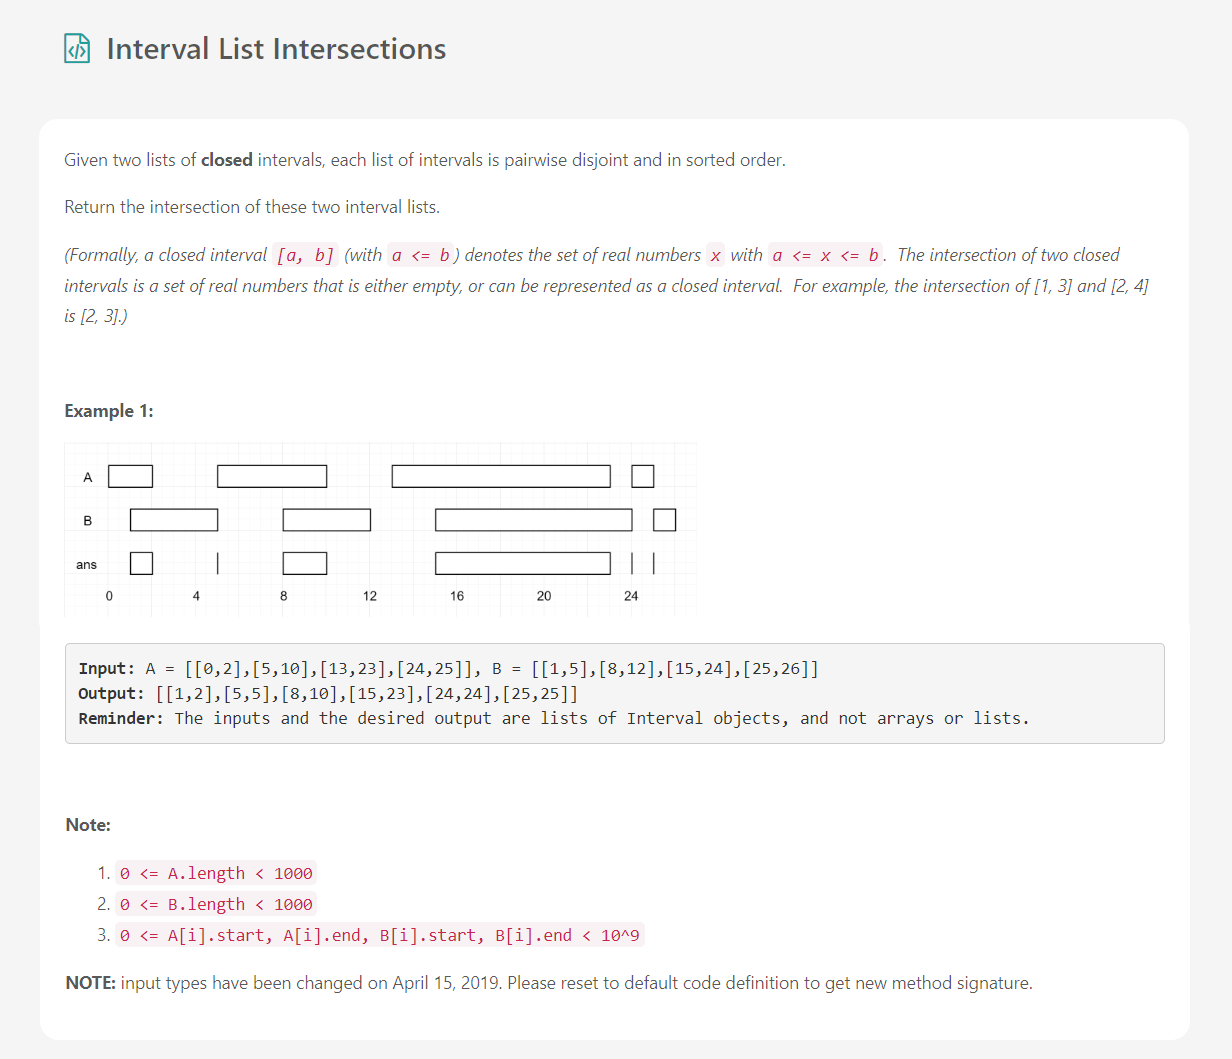 Interval List Intersections
Given two lists of closed intervals, each list of intervals is pairwise disjoint and in sorted order.
Return the intersection of these two interval lists.
(Formally, a closed interval [a, b] (with a <= b) denotes the set of real numbers x with a <= x <= b.  The intersection of two closed
intervals is a set of real numbers that is either empty, or can be represented as a closed interval.  For example, the intersection of [1, 3] and [2, 4]
is [2, 3].)
Example 1:
A
B
ans
0 4 8 12 16 20 24
Input: A = [[0,2],[5,10],[13,23],[24,25]], B = [[1,5],[8,12],[15,24],[25,26]]
Output: [[1,2],[5,5],[8,10],[15,23],[24,24],[25,25]]
Reminder: The inputs and the desired output are lists of Interval objects, and not arrays or lists.
Note:
1. 0 <= A.length < 1000
2. 0 <= B.length < 1000
3. 0 <= A[i].start, A[i].end, B[i].start, B[i].end < 10^9
NOTE: input types have been changed on April 15, 2019. Please reset to default code definition to get new method signature.